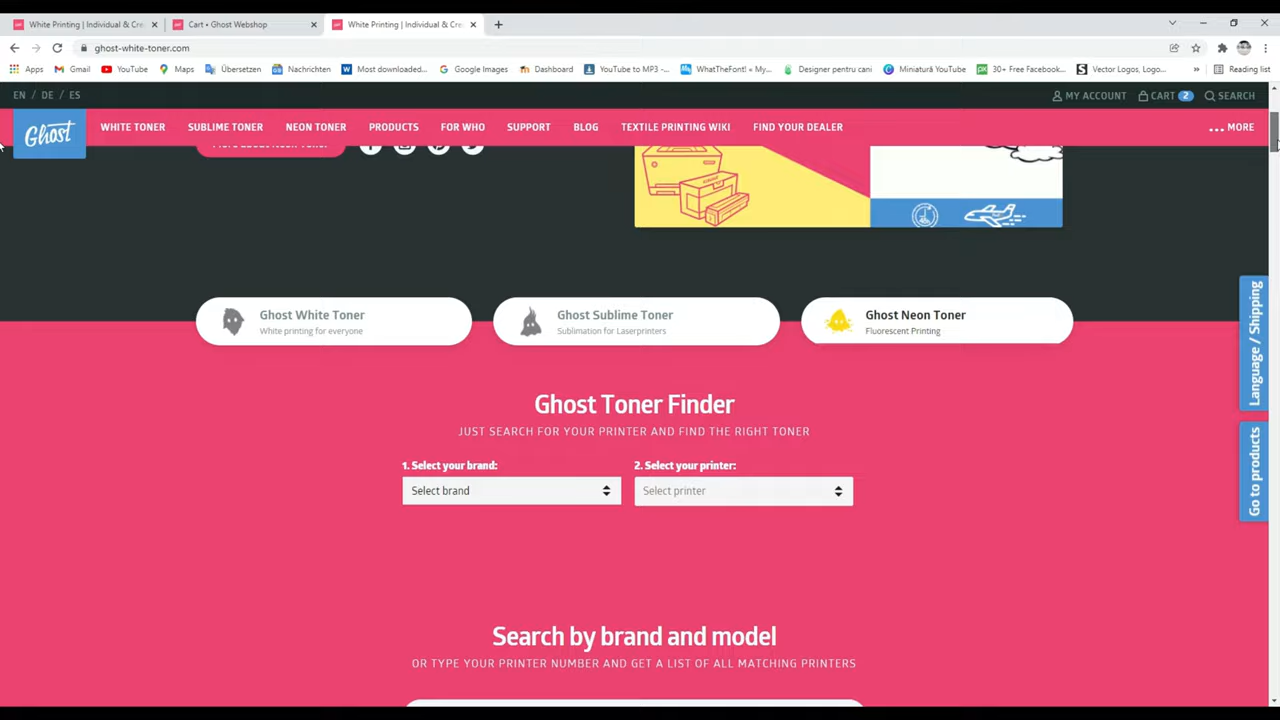 White Printing | Individual & Cre
Cart • Ghost Webshop
White Printing | Individual & Cre
ghost-white-toner.com
Apps
Gmail
YouTube
Maps
Übersetzen
Nachrichten
Most downloaded...
Google Images
Dashboard
YouTube to MP3 -...
WhatTheFont! « My...
Designer pentru cani
Miniatură YouTube
30+ Free Facebook...
Vector Logos, Logo...
Reading list
EN / DE / ES
MY ACCOUNT
CART 2
SEARCH
Ghost
WHITE TONER
SUBLIME TONER
NEON TONER
PRODUCTS
FOR WHO
SUPPORT
BLOG
TEXTILE PRINTING WIKI
FIND YOUR DEALER
... MORE
More about Neon Toner
Ghost White Toner
White printing for everyone
Ghost Sublime Toner
Sublimation for Laserprinters
Ghost Neon Toner
Fluorescent Printing
Language / Shipping
Go to products
Ghost Toner Finder
JUST SEARCH FOR YOUR PRINTER AND FIND THE RIGHT TONER
1. Select your brand:
2. Select your printer:
Select brand
Select printer
Search by brand and model
OR TYPE YOUR PRINTER NUMBER AND GET A LIST OF ALL MATCHING PRINTERS